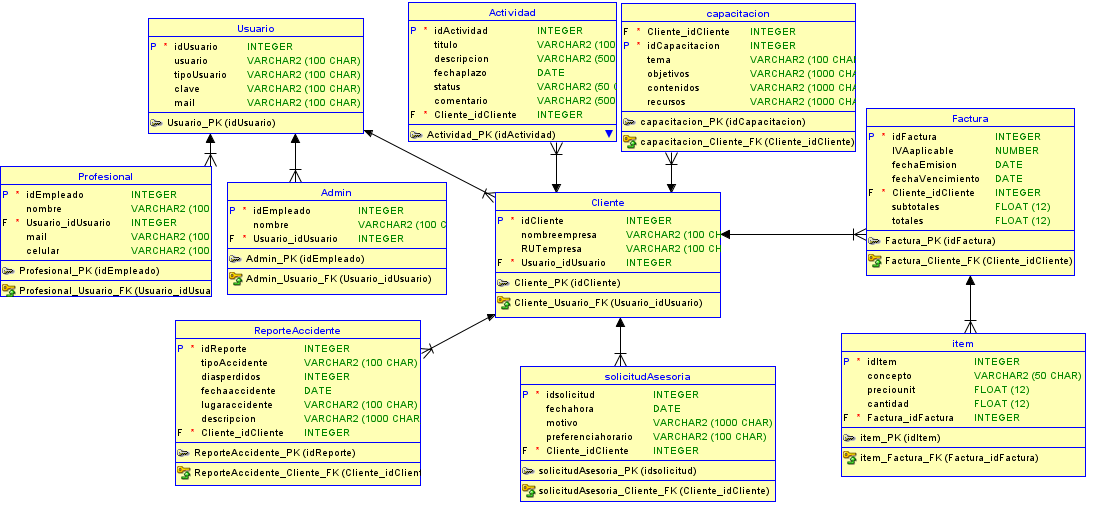 Usuario
P * idUsuario INTEGER
usuario VARCHAR2 (100 CHAR)
tipoUsuario VARCHAR2 (100 CHAR)
clave VARCHAR2 (100 CHAR)
mail VARCHAR2 (100 CHAR)
Usuario_PK (idUsuario)
Actividad
P * idActividad INTEGER
titulo VARCHAR2 (100
descripcion VARCHAR2 (500
fechaplazo DATE
status VARCHAR2 (50 C
comentario VARCHAR2 (500
F * Cliente_idCliente INTEGER
Actividad_PK (idActividad)
capacitacion
F * Cliente_idCliente INTEGER
P * idCapacitacion INTEGER
tema VARCHAR2 (100 CHA
objetivos VARCHAR2 (1000 CHA
contenidos VARCHAR2 (1000 CHA
recursos VARCHAR2 (1000 CHA
capacitacion_PK (idCapacitacion)
capacitacion_Cliente_FK (Cliente_idCliente)
Factura
P * idFactura INTEGER
IVAaplicable NUMBER
fechaEmision DATE
fechaVencimiento DATE
F * Cliente_idCliente INTEGER
subtotales FLOAT (12)
totales FLOAT (12)
Factura_PK (idFactura)
Factura_Cliente_FK (Cliente_idCliente)
Profesional
P * idEmpleado INTEGER
nombre VARCHAR2 (100
F * Usuario_idUsuario INTEGER
mail VARCHAR2 (100
celular VARCHAR2 (100
Profesional_PK (idEmpleado)
Profesional_Usuario_FK (Usuario_idUsua
Admin
P * idEmpleado INTEGER
nombre VARCHAR2 (100 C
F * Usuario_idUsuario INTEGER
Admin_PK (idEmpleado)
Admin_Usuario_FK (Usuario_idUsuario)
Cliente
P * idCliente INTEGER
nombreempresa VARCHAR2 (100 CH
RUTempresa VARCHAR2 (100 CH
F * Usuario_idUsuario INTEGER
Cliente_PK (idCliente)
Cliente_Usuario_FK (Usuario_idUsuario)
ReporteAccidente
P * idReporte INTEGER
tipoAccidente VARCHAR2 (100 CHAR)
diasperdidos INTEGER
fechaaccidente DATE
lugaraccidente VARCHAR2 (100 CHAR)
descripcion VARCHAR2 (1000 CHAR
F * Cliente_idCliente INTEGER
ReporteAccidente_PK (idReporte)
ReporteAccidente_Cliente_FK (Cliente_idClien
solicitudAsesoria
P * idsolicitud INTEGER
fechahora DATE
motivo VARCHAR2 (1000 CHAR)
preferenciahorario VARCHAR2 (100 CHAR)
F * Cliente_idCliente INTEGER
solicitudAsesoria_PK (idsolicitud)
solicitudAsesoria_Cliente_FK (Cliente_idCliente)
item
P * idItem INTEGER
concepto VARCHAR2 (50 CHAR)
preciounit FLOAT (12)
cantidad FLOAT (12)
F * Factura_idFactura INTEGER
item_PK (idItem)
item_Factura_FK (Factura_idFactura)